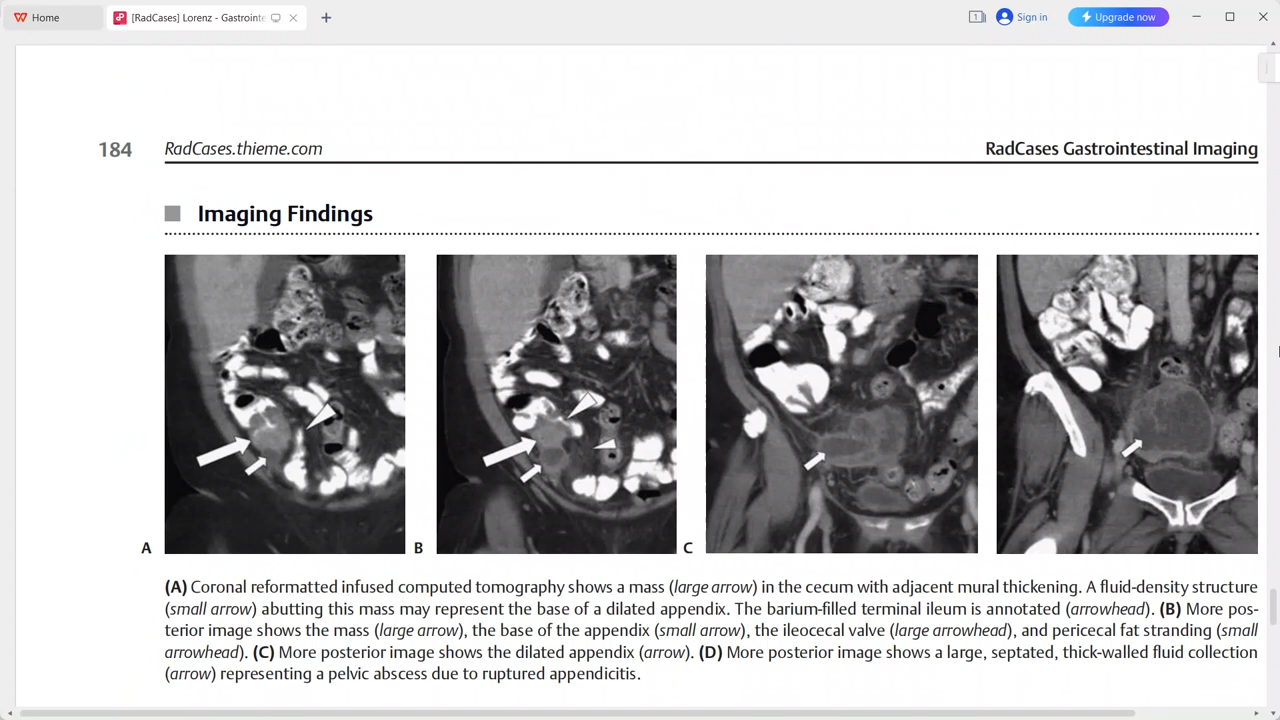 Home
[RadCases] Lorenz - Gastrointe
1
Sign in
Upgrade now
184
RadCases.thieme.com
RadCases Gastrointestinal Imaging
Imaging Findings
A
B
C
(A) Coronal reformatted infused computed tomography shows a mass (large arrow) in the cecum with adjacent mural thickening. A fluid-density structure
(small arrow) abutting this mass may represent the base of a dilated appendix. The barium-filled terminal ileum is annotated (arrowhead). (B) More pos-
terior image shows the mass (large arrow), the base of the appendix (small arrow), the ileocecal valve (large arrowhead), and pericecal fat stranding (small
arrowhead). (C) More posterior image shows the dilated appendix (arrow). (D) More posterior image shows a large, septated, thick-walled fluid collection
(arrow) representing a pelvic abscess due to ruptured appendicitis.